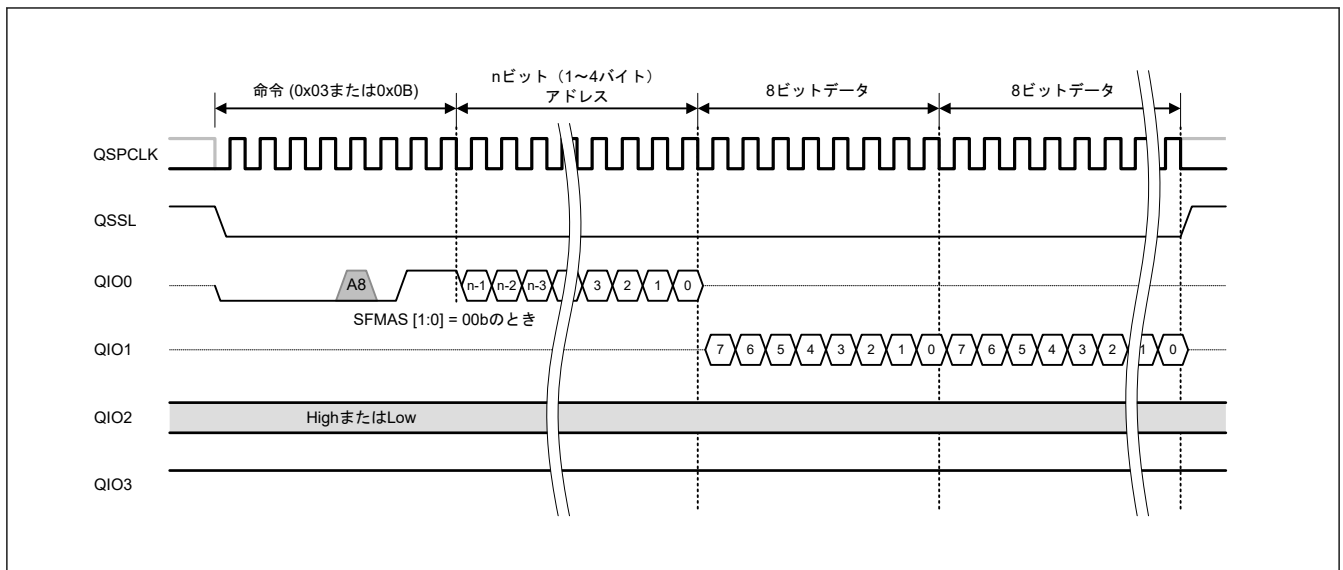 命令 (0x03または0x0B)
nビット (1~4バイト)
アドレス
8ビットデータ
8ビットデータ
QSPCLK
QSSL
QIO0
A8
n-1 n-2 n-3 3 2 1 0
SFMAS [1:0] = 00bのとき
QIO1
7 6 5 4 3 2 1 0 7 6 5 4 3 2 1 0
QIO2
HighまたはLow
QIO3